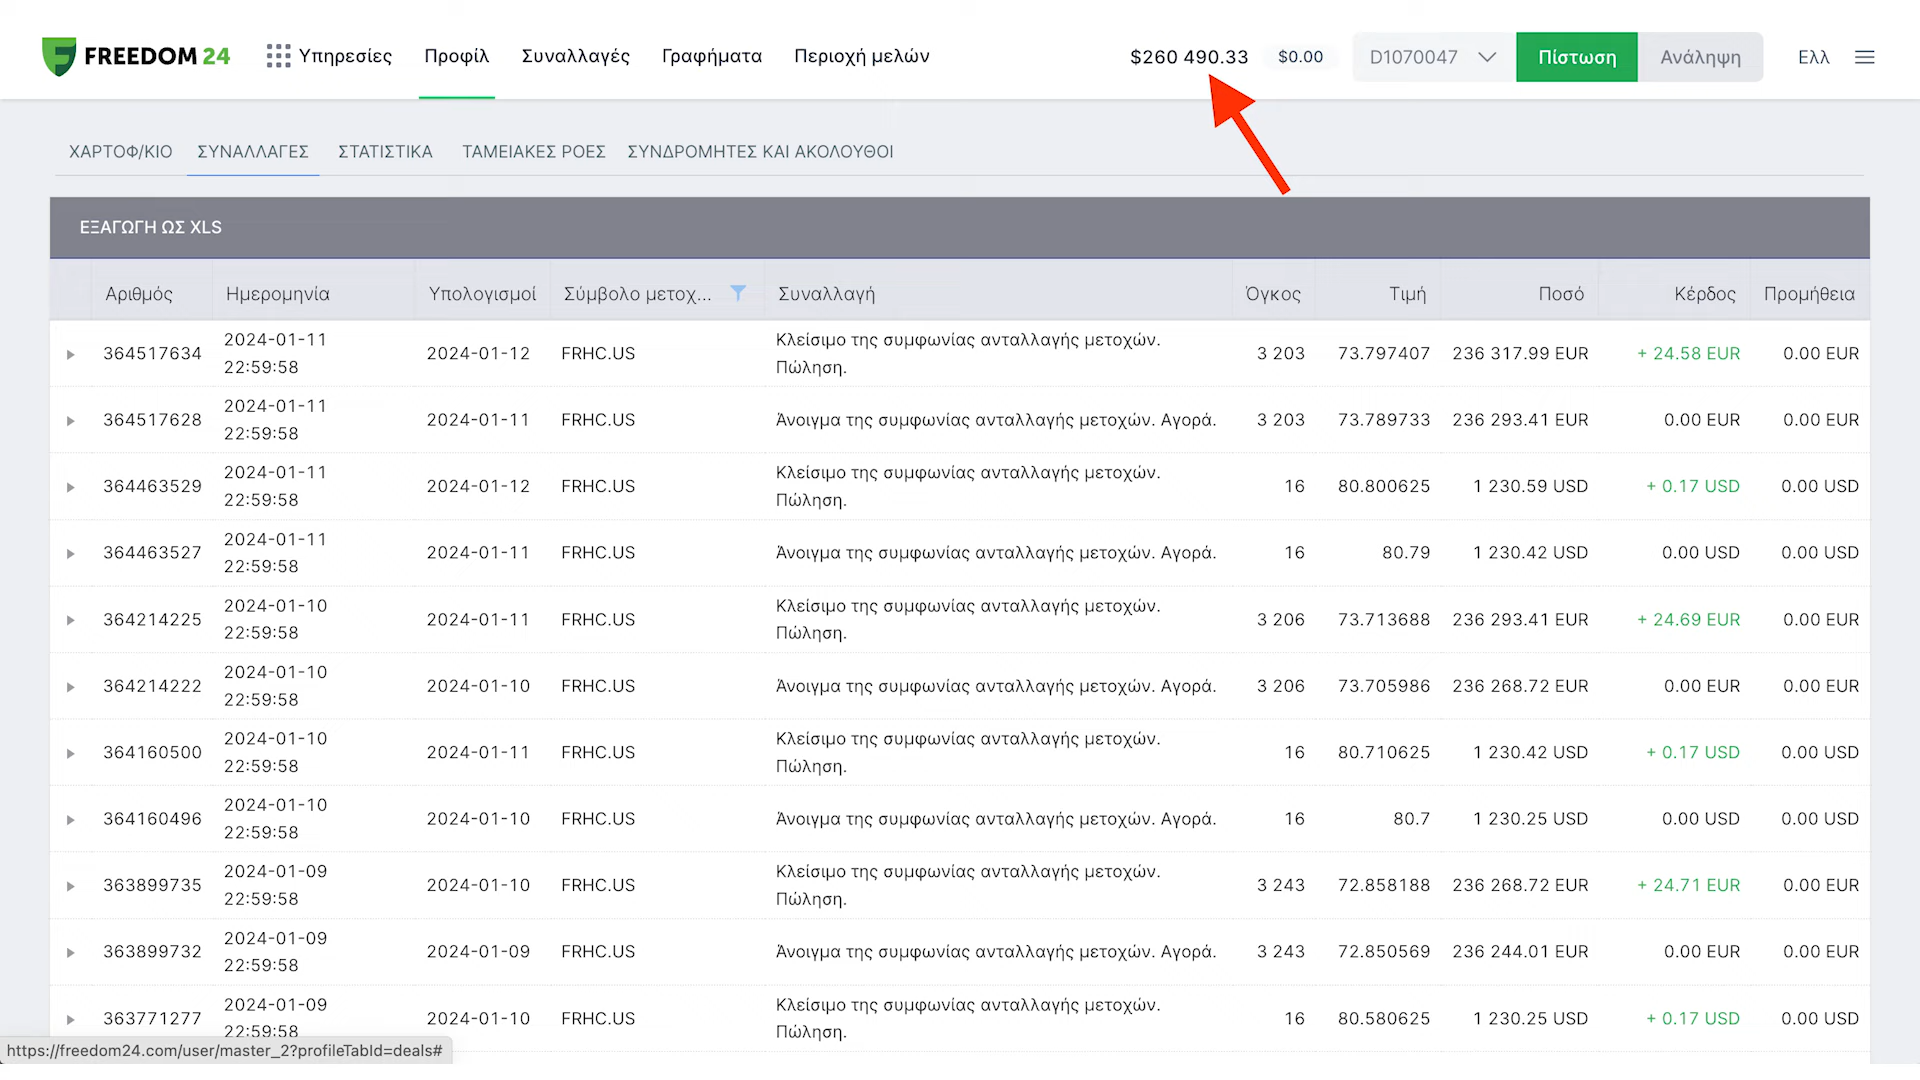 FREEDOM 24 Υπηρεσίες Προφίλ Συναλλαγές Γραφήματα Περιοχή μελών $260 490.33 $0.00 D1070047 Πίστωση Ανάληψη Ελλ
ΧΑΡΤΟΦ/ΚΙΟ ΣΥΝΑΛΛΑΓΕΣ ΣΤΑΤΙΣΤΙΚΑ ΤΑΜΕΙΑΚΕΣ ΡΟΕΣ ΣΥΝΔΡΟΜΗΤΕΣ ΚΑΙ ΑΚΟΛΟΥΘΟΙ
ΕΞΑΓΩΓΗ ΩΣ XLS
Αριθμός Ημερομηνία Υπολογισμοί Σύμβολο μετοχ... Συναλλαγή Όγκος Τιμή Ποσό Κέρδος Προμήθεια
364517634 2024-01-11 22:59:58 2024-01-12 FRHC.US Κλείσιμο της συμφωνίας ανταλλαγής μετοχών. Πώληση. 3 203 73.797407 236 317.99 EUR + 24.58 EUR 0.00 EUR
364517628 2024-01-11 22:59:58 2024-01-11 FRHC.US Άνοιγμα της συμφωνίας ανταλλαγής μετοχών. Αγορά. 3 203 73.789733 236 293.41 EUR 0.00 EUR 0.00 EUR
364463529 2024-01-11 22:59:58 2024-01-12 FRHC.US Κλείσιμο της συμφωνίας ανταλλαγής μετοχών. Πώληση. 16 80.800625 1 230.59 USD + 0.17 USD 0.00 USD
364463527 2024-01-11 22:59:58 2024-01-11 FRHC.US Άνοιγμα της συμφωνίας ανταλλαγής μετοχών. Αγορά. 16 80.79 1 230.42 USD 0.00 USD 0.00 USD
364214225 2024-01-10 22:59:58 2024-01-11 FRHC.US Κλείσιμο της συμφωνίας ανταλλαγής μετοχών. Πώληση. 3 206 73.713688 236 293.41 EUR + 24.69 EUR 0.00 EUR
364214222 2024-01-10 22:59:58 2024-01-10 FRHC.US Άνοιγμα της συμφωνίας ανταλλαγής μετοχών. Αγορά. 3 206 73.705986 236 268.72 EUR 0.00 EUR 0.00 EUR
364160500 2024-01-10 22:59:58 2024-01-11 FRHC.US Κλείσιμο της συμφωνίας ανταλλαγής μετοχών. Πώληση. 16 80.710625 1 230.42 USD + 0.17 USD 0.00 USD
364160496 2024-01-10 22:59:58 2024-01-10 FRHC.US Άνοιγμα της συμφωνίας ανταλλαγής μετοχών. Αγορά. 16 80.7 1 230.25 USD 0.00 USD 0.00 USD
363899735 2024-01-09 22:59:58 2024-01-10 FRHC.US Κλείσιμο της συμφωνίας ανταλλαγής μετοχών. Πώληση. 3 243 72.858188 236 268.72 EUR + 24.71 EUR 0.00 EUR
363899732 2024-01-09 22:59:58 2024-01-09 FRHC.US Άνοιγμα της συμφωνίας ανταλλαγής μετοχών. Αγορά. 3 243 72.850569 236 244.01 EUR 0.00 EUR 0.00 EUR
363771277 2024-01-09 22:59:58 2024-01-10 FRHC.US Κλείσιμο της συμφωνίας ανταλλαγής μετοχών. Πώληση. 16 80.580625 1 230.25 USD + 0.17 USD 0.00 USD
https://freedom24.com/user/master_2?profileTabId=deals#